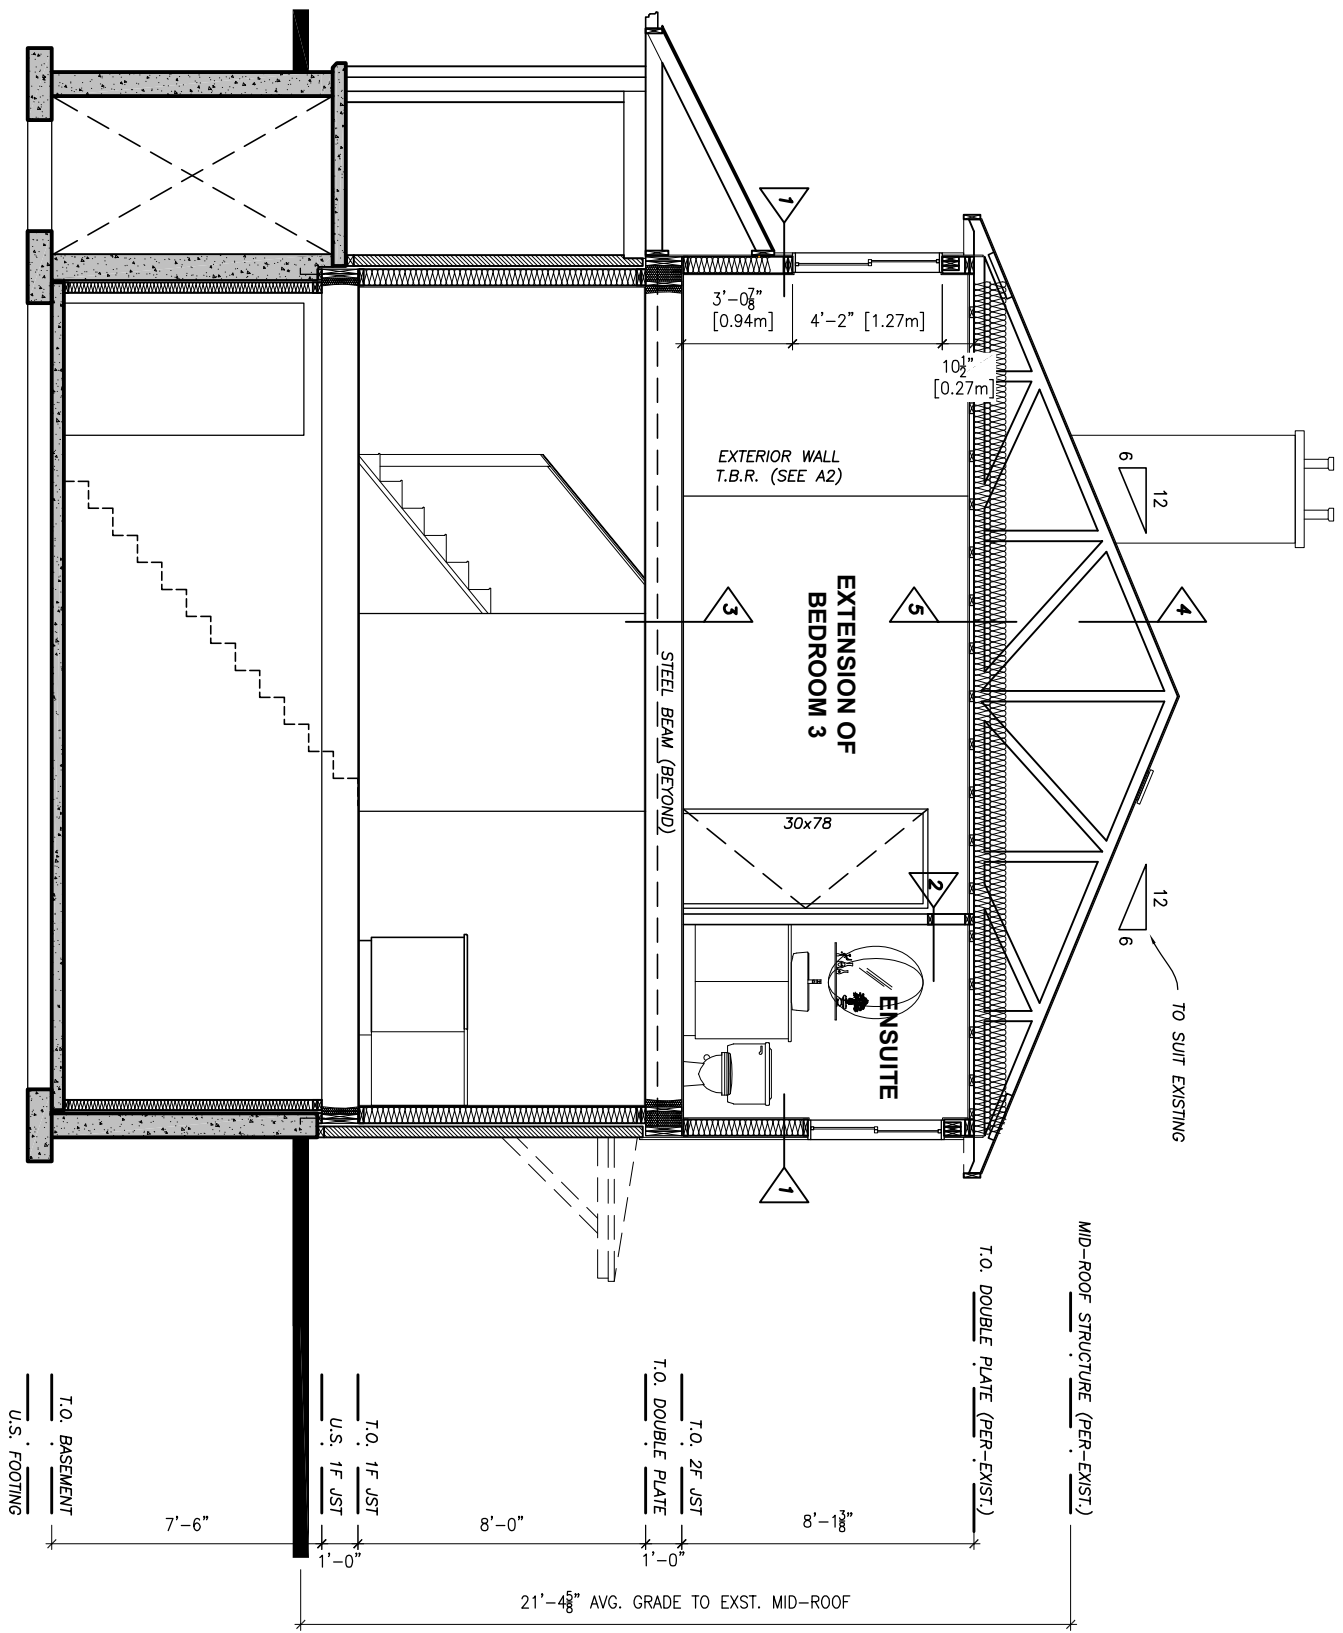 6
12
12
6
TO SUIT EXISTING
4
5
3
2
1
1
3'-0⅞"
[0.94m]
4'-2" [1.27m]
10½"
[0.27m]
EXTERIOR WALL
T.B.R. (SEE A2)
EXTENSION OF
BEDROOM 3
30x78
ENSUITE
STEEL BEAM (BEYOND)
MID-ROOF STRUCTURE (PER-EXIST.)
T.O. DOUBLE PLATE (PER-EXIST.)
T.O. 2F JST
T.O. DOUBLE PLATE
T.O. 1F JST
U.S. 1F JST
T.O. BASEMENT
U.S. FOOTING
8'-1⅜"
1'-0"
8'-0"
1'-0"
7'-6"
21'-4⅝" AVG. GRADE TO EXST. MID-ROOF